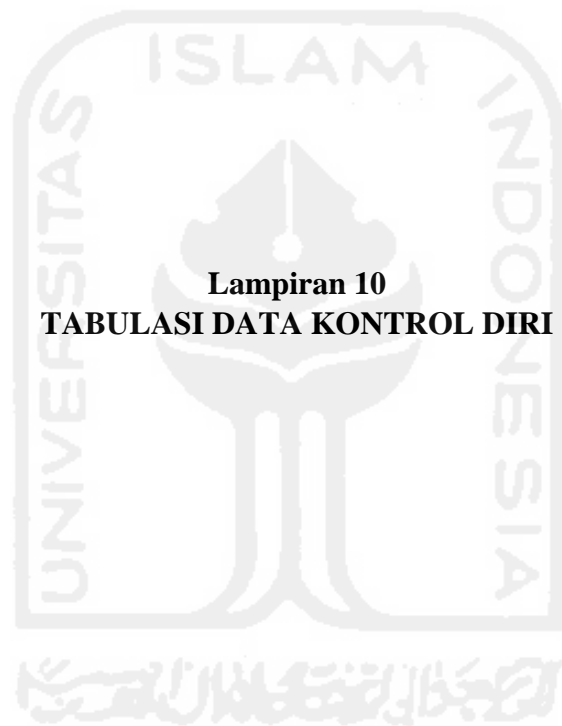 ISLAM
UNIVERSITAS
INDONESIA
Lampiran 10
TABULASI DATA KONTROL DIRI